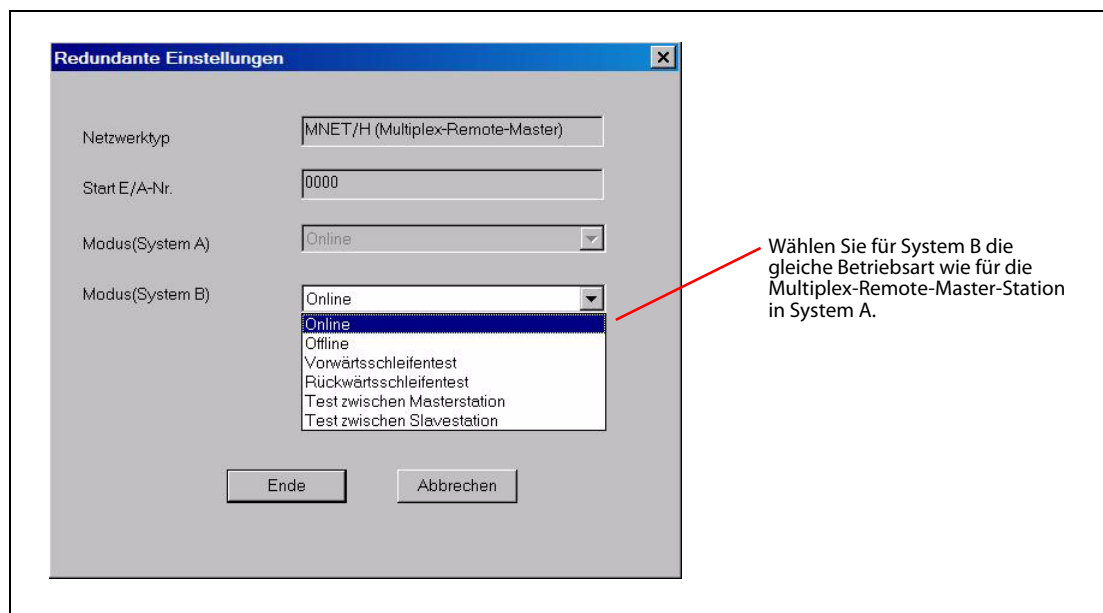 Redundante Einstellungen
Netzwerktyp
MNET/H (Multiplex-Remote-Master)
Start E/A-Nr.
0000
Modus(System A)
Online
Modus(System B)
Online
Online
Offline
Vorwärtsschleifentest
Rückwärtsschleifentest
Test zwischen Masterstation
Test zwischen Slavestation
Ende
Abbrechen
Wählen Sie für System B die
gleiche Betriebsart wie für die
Multiplex-Remote-Master-Station
in System A.